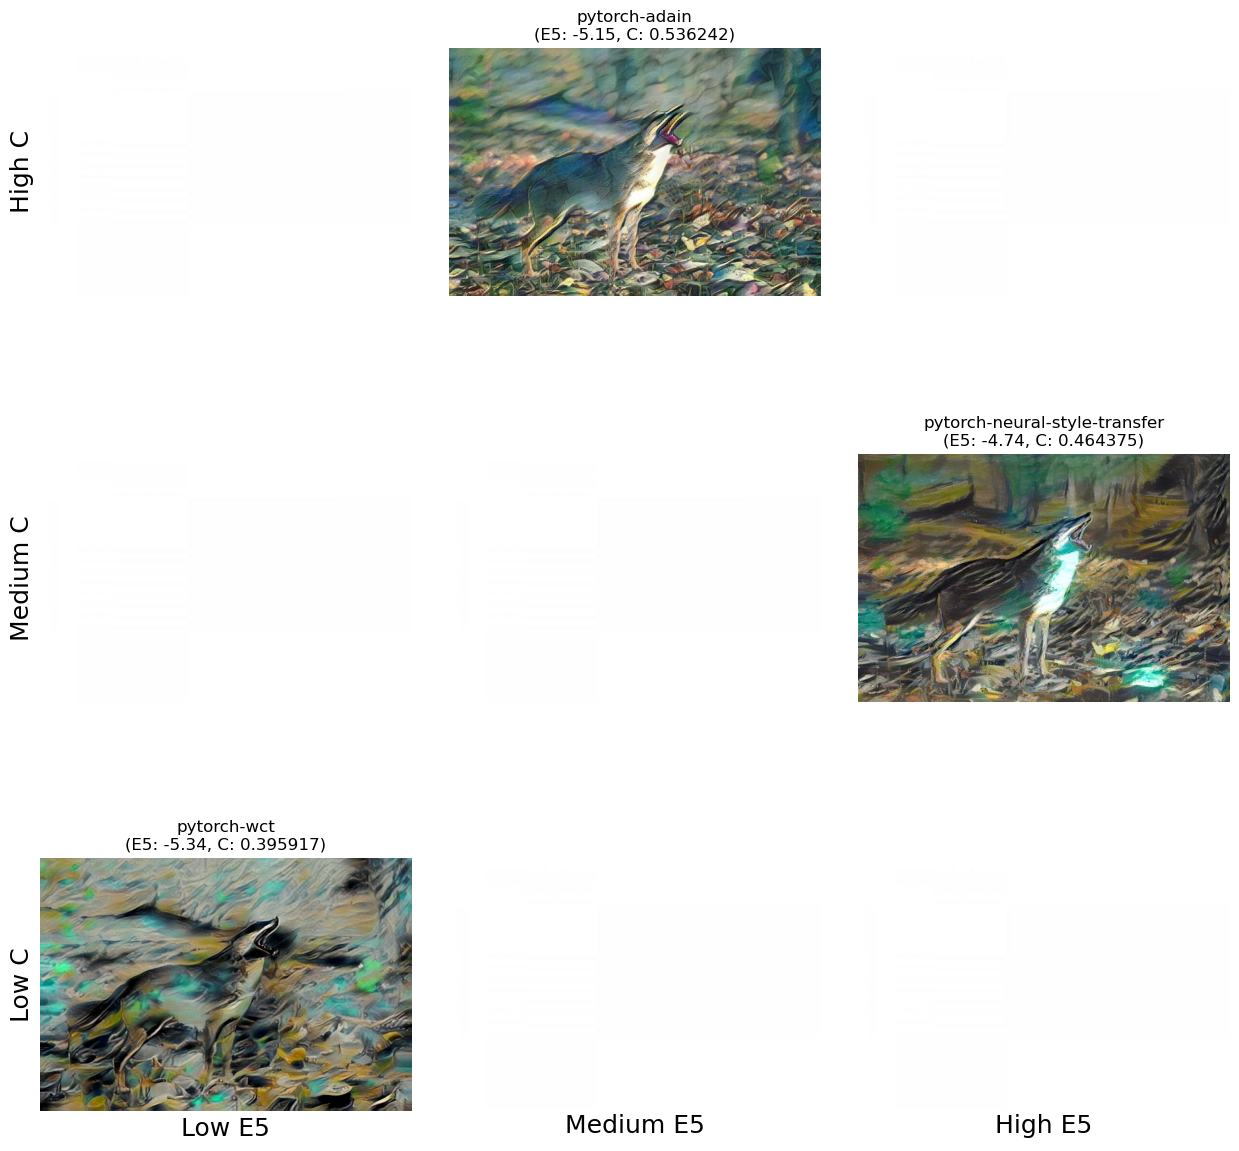 pytorch-adain
(E5: -5.15, C: 0.536242)
High C
pytorch-neural-style-transfer
(E5: -4.74, C: 0.464375)
Medium C
pytorch-wct
(E5: -5.34, C: 0.395917)
Low C
Low E5
Medium E5
High E5